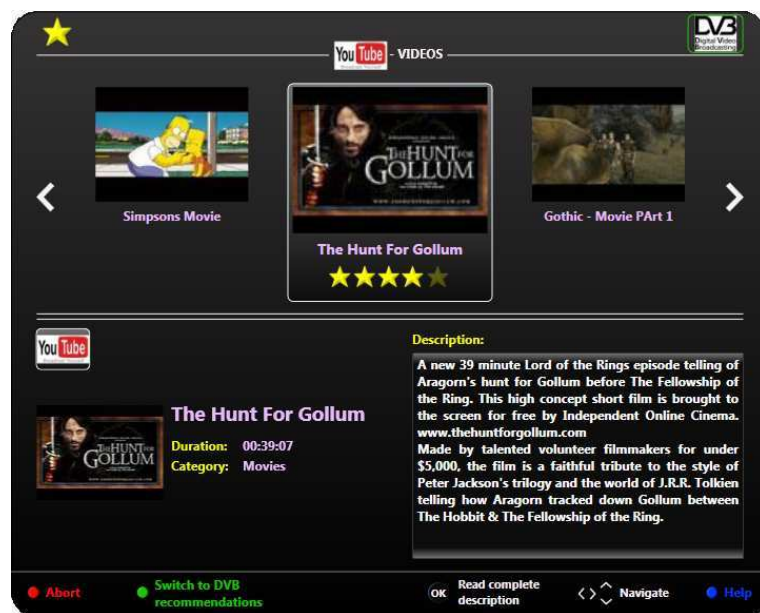 DVB
Digital Video
Broadcasting
YouTube - VIDEOS
THE HUNT FOR
GOLLUM
Simpsons Movie
Gothic - Movie PArt 1
The Hunt For Gollum
YouTube
Description:
A new 39 minute Lord of the Rings episode telling of
Aragorn's hunt for Gollum before The Fellowship of
the Ring. This high concept short film is brought to
the screen for free by Independent Online Cinema.
www.thehuntforgollum.com
Made by talented volunteer filmmakers for under
$5,000, the film is a faithful tribute to the style of
Peter Jackson's trilogy and the world of J.R.R. Tolkien
telling how Aragorn tracked down Gollum between
The Hobbit & The Fellowship of the Ring.
THE HUNT FOR
GOLLUM
The Hunt For Gollum
Duration: 00:39:07
Category: Movies
Abort
Switch to DVB
recommendations
OK
Read complete
description
Navigate
Help